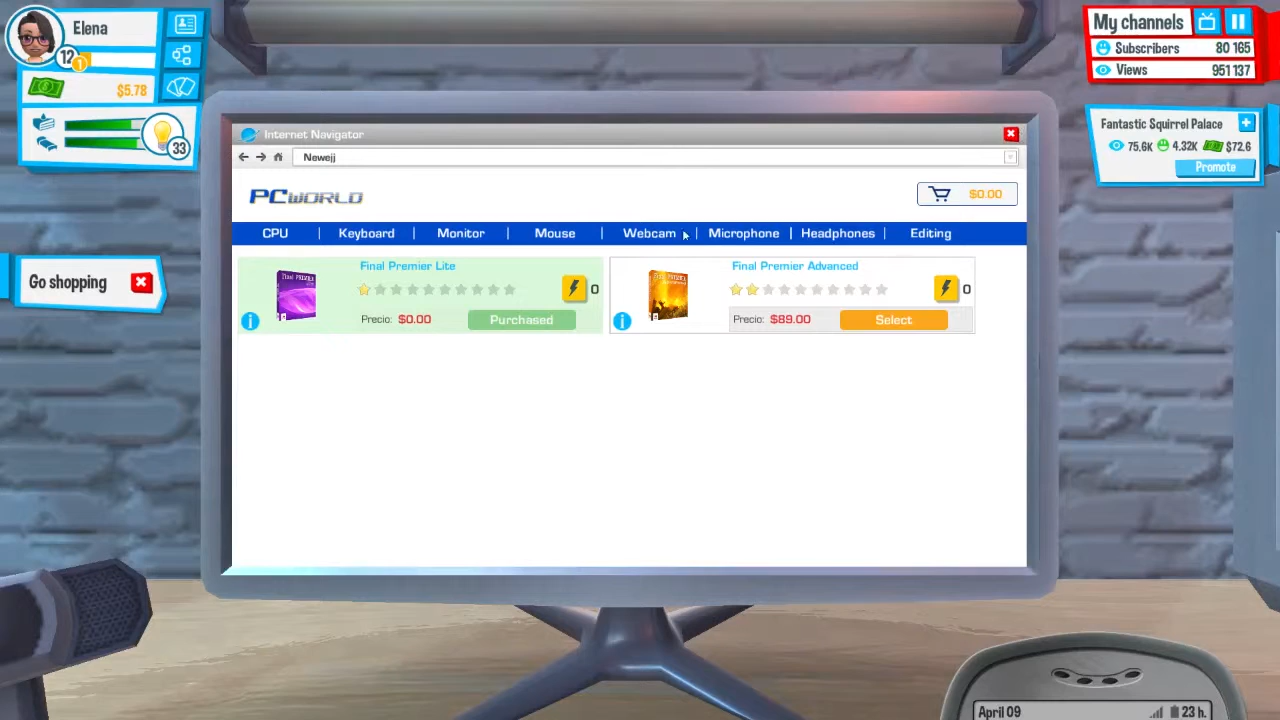 Elena
12
1
$5.78
33
My channels
Subscribers 80 165
Views 951 137
Fantastic Squirrel Palace
75.6K 4.32K $72.6
Promote
Go shopping
Internet Navigator
Newejj
PCWORLD
$0.00
CPU | Keyboard | Monitor | Mouse | Webcam | Microphone | Headphones | Editing
Final Premier Lite
0
Precio: $0.00 Purchased
Final Premier Advanced
0
Precio: $89.00 Select
April 09 23 h.